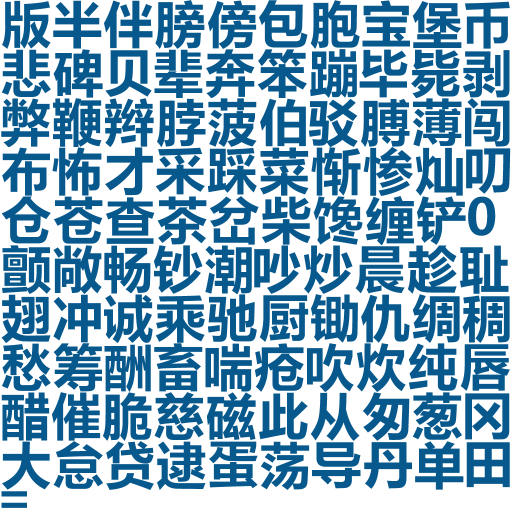 版半伴膀傍包胞宝堡币
悲碑贝辈奔笨蹦毕毙剥
弊鞭辫脖菠伯驳膊薄闯
布怖才采踩菜惭惨灿叨
仓苍查茶岔柴馋缠铲0
颤敞畅钞潮吵炒晨趁耻
翅冲诚乘驰厨锄仇绸稠
愁筹酬畜喘疮吹炊纯唇
醋催脆慈磁此从匆葱冈
大怠贷逮蛋荡导丹单田
=